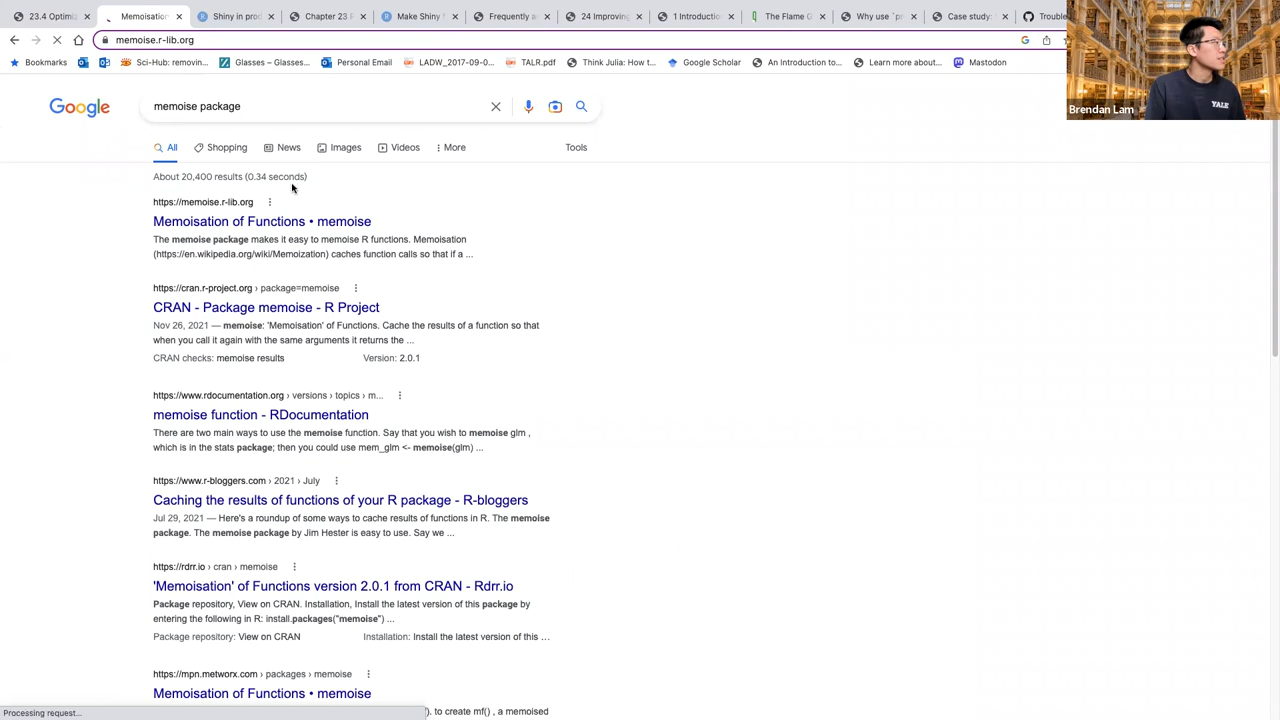 23.4 Optimiz
Memoisation
Shiny in prod
Chapter 23 P
Make Shiny f
Frequently a
24 Improving
1 Introductio
The Flame G
Why use `pr
Case study:
Troubl
memoise.r-lib.org
Bookmarks
Sci-Hub: removin...
Glasses – Glasses...
Personal Email
LADW_2017-09-0...
TALR.pdf
Think Julia: How t...
Google Scholar
An Introduction to...
Learn more about...
Mastodon
YALE
Brendan Lam
Google
memoise package
All
Shopping
News
Images
Videos
More
Tools
About 20,400 results (0.34 seconds)
https://memoise.r-lib.org
Memoisation of Functions • memoise
The memoise package makes it easy to memoise R functions. Memoisation
(https://en.wikipedia.org/wiki/Memoization) caches function calls so that if a ...
https://cran.r-project.org › package=memoise
CRAN - Package memoise - R Project
Nov 26, 2021 — memoise: 'Memoisation' of Functions. Cache the results of a function so that
when you call it again with the same arguments it returns the ...
CRAN checks: memoise results
Version: 2.0.1
https://www.rdocumentation.org › versions › topics › m...
memoise function - RDocumentation
There are two main ways to use the memoise function. Say that you wish to memoise glm ,
which is in the stats package; then you could use mem_glm <- memoise(glm) ...
https://www.r-bloggers.com › 2021 › July
Caching the results of functions of your R package - R-bloggers
Jul 29, 2021 — Here's a roundup of some ways to cache results of functions in R. The memoise
package. The memoise package by Jim Hester is easy to use. Say we ...
https://rdrr.io › cran › memoise
'Memoisation' of Functions version 2.0.1 from CRAN - Rdrr.io
Package repository, View on CRAN. Installation, Install the latest version of this package by
entering the following in R: install.packages("memoise") ...
Package repository: View on CRAN
Installation: Install the latest version of this ...
https://mpn.metworx.com › packages › memoise
Memoisation of Functions • memoise
Processing request...
'). to create mf() , a memoised